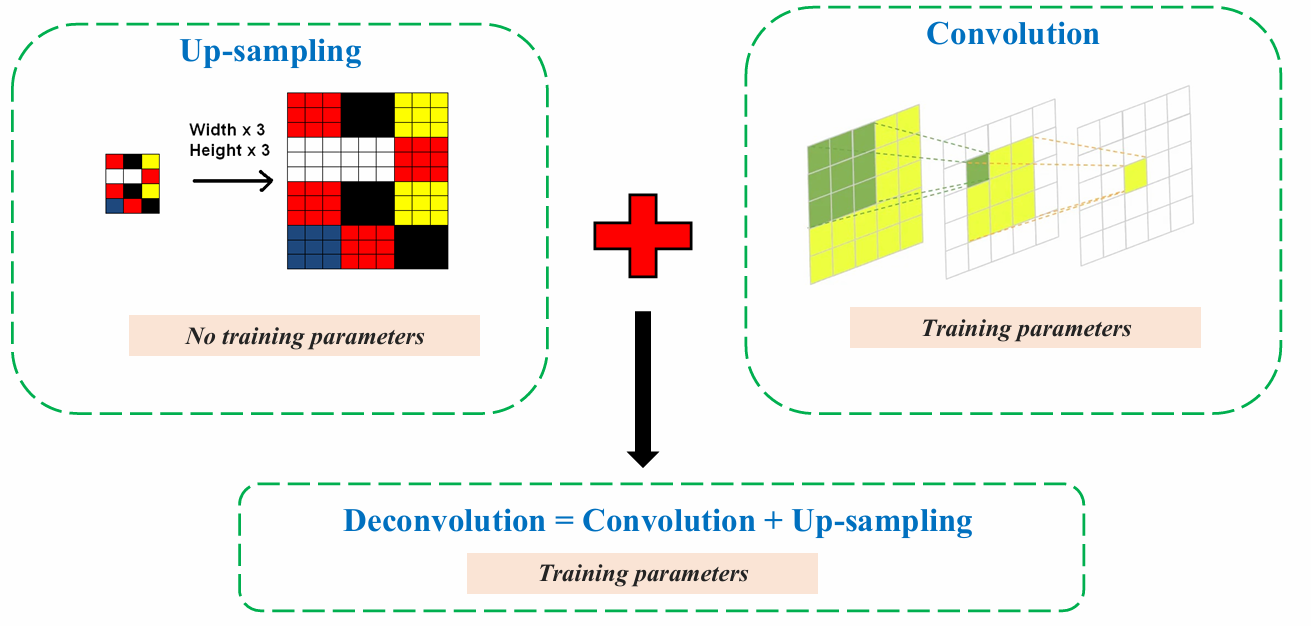 Up-sampling
Width x 3
Height x 3
No training parameters
Convolution
Training parameters
Deconvolution = Convolution + Up-sampling
Training parameters